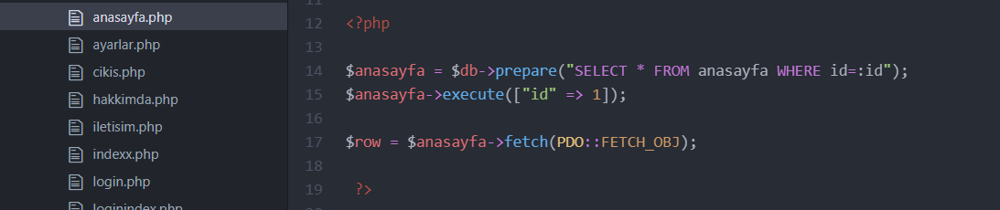 anasayfa.php
ayarlar.php
cikis.php
hakkimda.php
iletisim.php
indexx.php
login.php
loginindex.php
11
12 <?php
13
14 $anasayfa = $db->prepare("SELECT * FROM anasayfa WHERE id=:id");
15 $anasayfa->execute(["id" => 1]);
16
17 $row = $anasayfa->fetch(PDO::FETCH_OBJ);
18
19 ?>